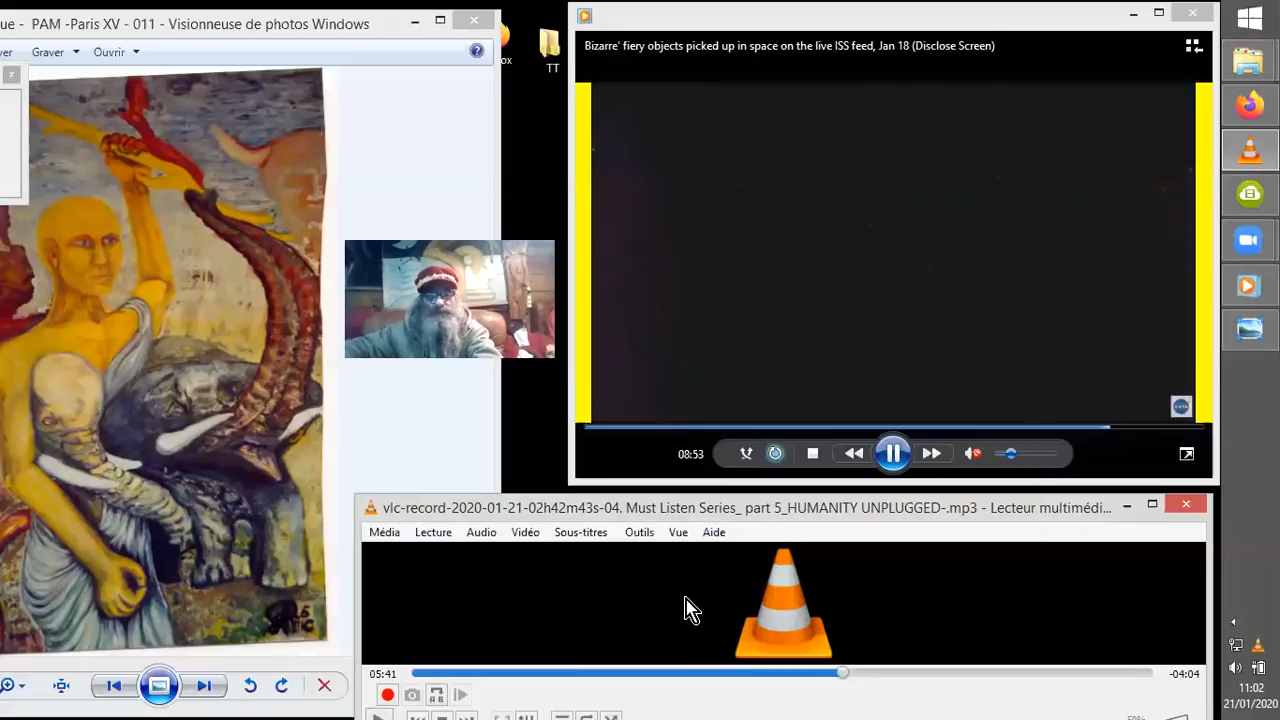 ue - PAM -Paris XV - 011 - Visionneuse de photos Windows
ver Graver Ouvrir
ox
TT
Bizarre' fiery objects picked up in space on the live ISS feed, Jan 18 (Disclose Screen)
08:53
vlc-record-2020-01-21-02h42m43s-04. Must Listen Series_ part 5_HUMANITY UNPLUGGED-.mp3 - Lecteur multimédi...
Média Lecture Audio Vidéo Sous-titres Outils Vue Aide
05:41
-04:04
11:02
21/01/2020